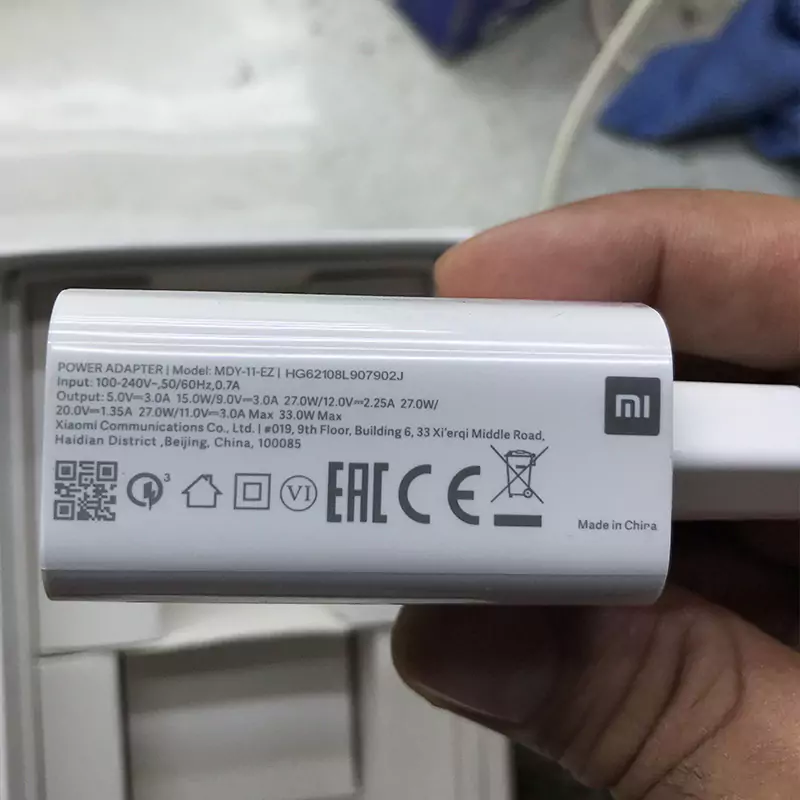 POWER ADAPTER | Model: MDY-11-EZ | HG62108L907902J
Input: 100-240V~,50/60Hz,0.7A
Output: 5.0V⎓3.0A 15.0W/9.0V⎓3.0A 27.0W/12.0V⎓2.25A 27.0W/
20.0V⎓1.35A 27.0W/11.0V⎓3.0A Max 33.0W Max
Xiaomi Communications Co., Ltd. | #019, 9th Floor, Building 6, 33 Xi'erqi Middle Road,
Haidian District ,Beijing, China, 100085
mi
3
VI
EAC CE
Made in China